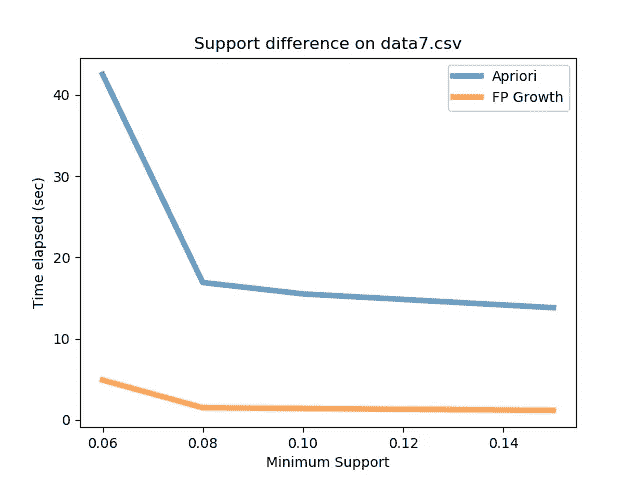 Support difference on data7.csv
Apriori
FP Growth
Time elapsed (sec)
40
30
20
10
0
0.06 0.08 0.10 0.12 0.14
Minimum Support